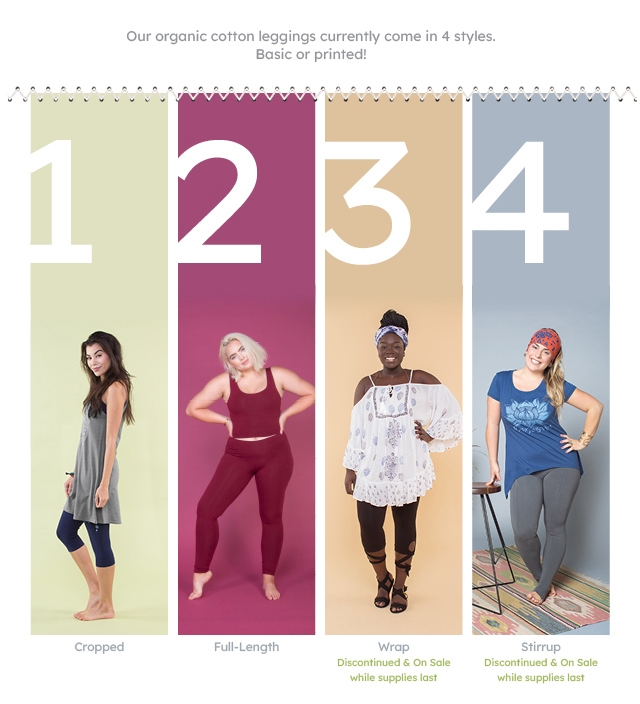 Our organic cotton leggings currently come in 4 styles.
Basic or printed!
1 2 3 4
Cropped
Full-Length
Wrap
Discontinued & On Sale
while supplies last
Stirrup
Discontinued & On Sale
while supplies last